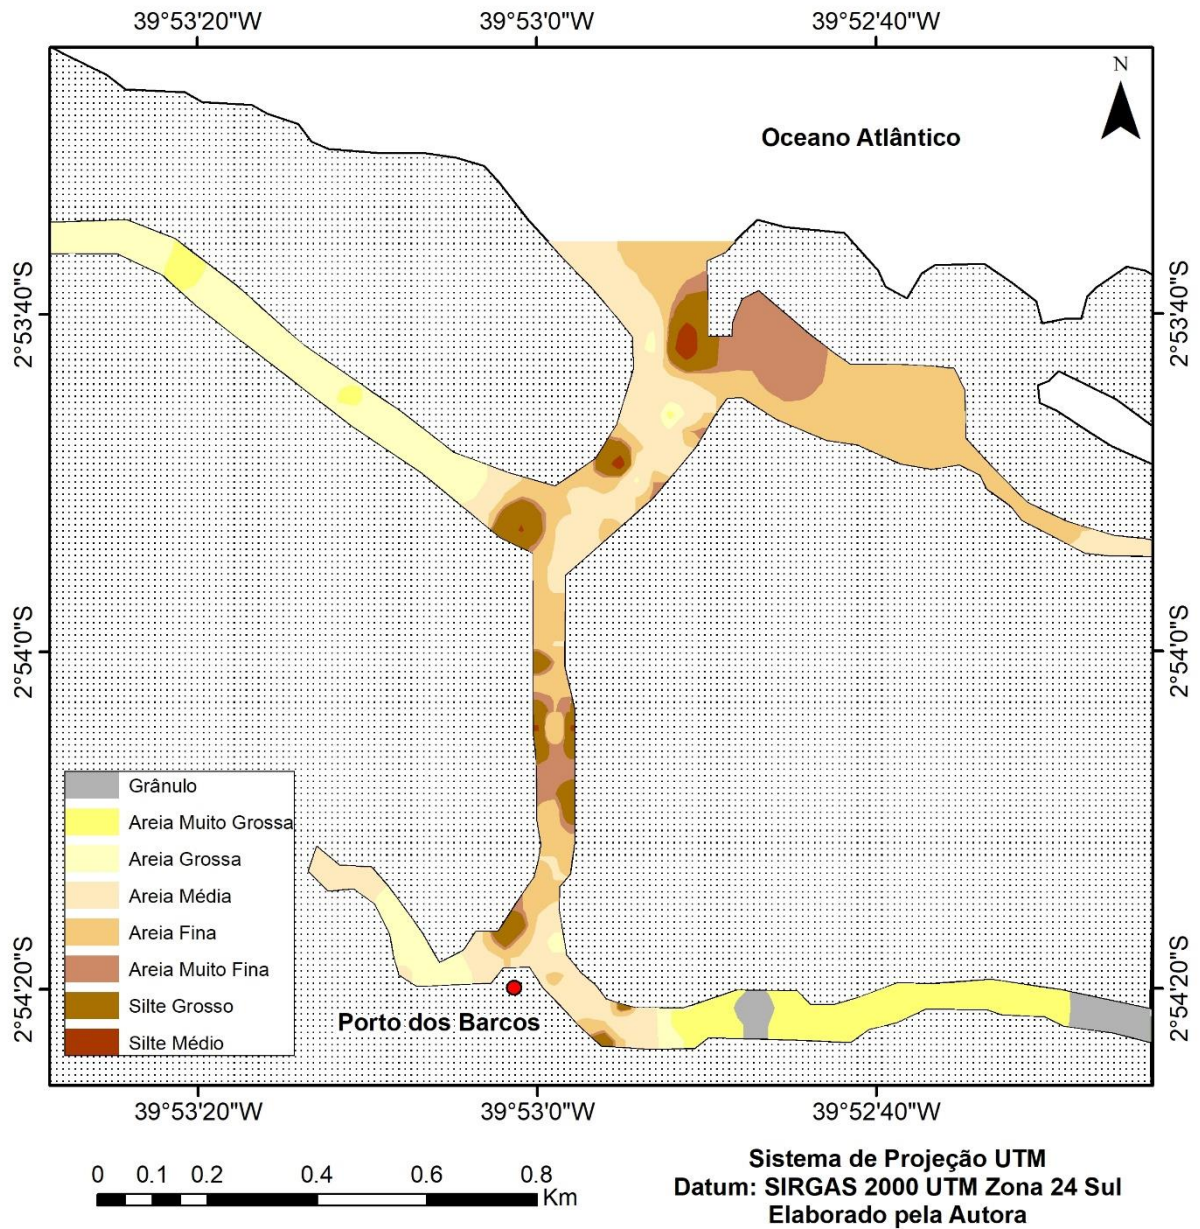 39°53'20"W
39°53'0"W
39°52'40"W
N
Oceano Atlântico
2°53'40"S
2°53'40"S
2°54'0"S
2°54'0"S
Grânulo
Areia Muito Grossa
Areia Grossa
Areia Média
Areia Fina
Areia Muito Fina
Silte Grosso
Silte Médio
2°54'20"S
2°54'20"S
Porto dos Barcos
39°53'20"W
39°53'0"W
39°52'40"W
0 0.1 0.2 0.4 0.6 0.8
Km
Sistema de Projeção UTM
Datum: SIRGAS 2000 UTM Zona 24 Sul
Elaborado pela Autora